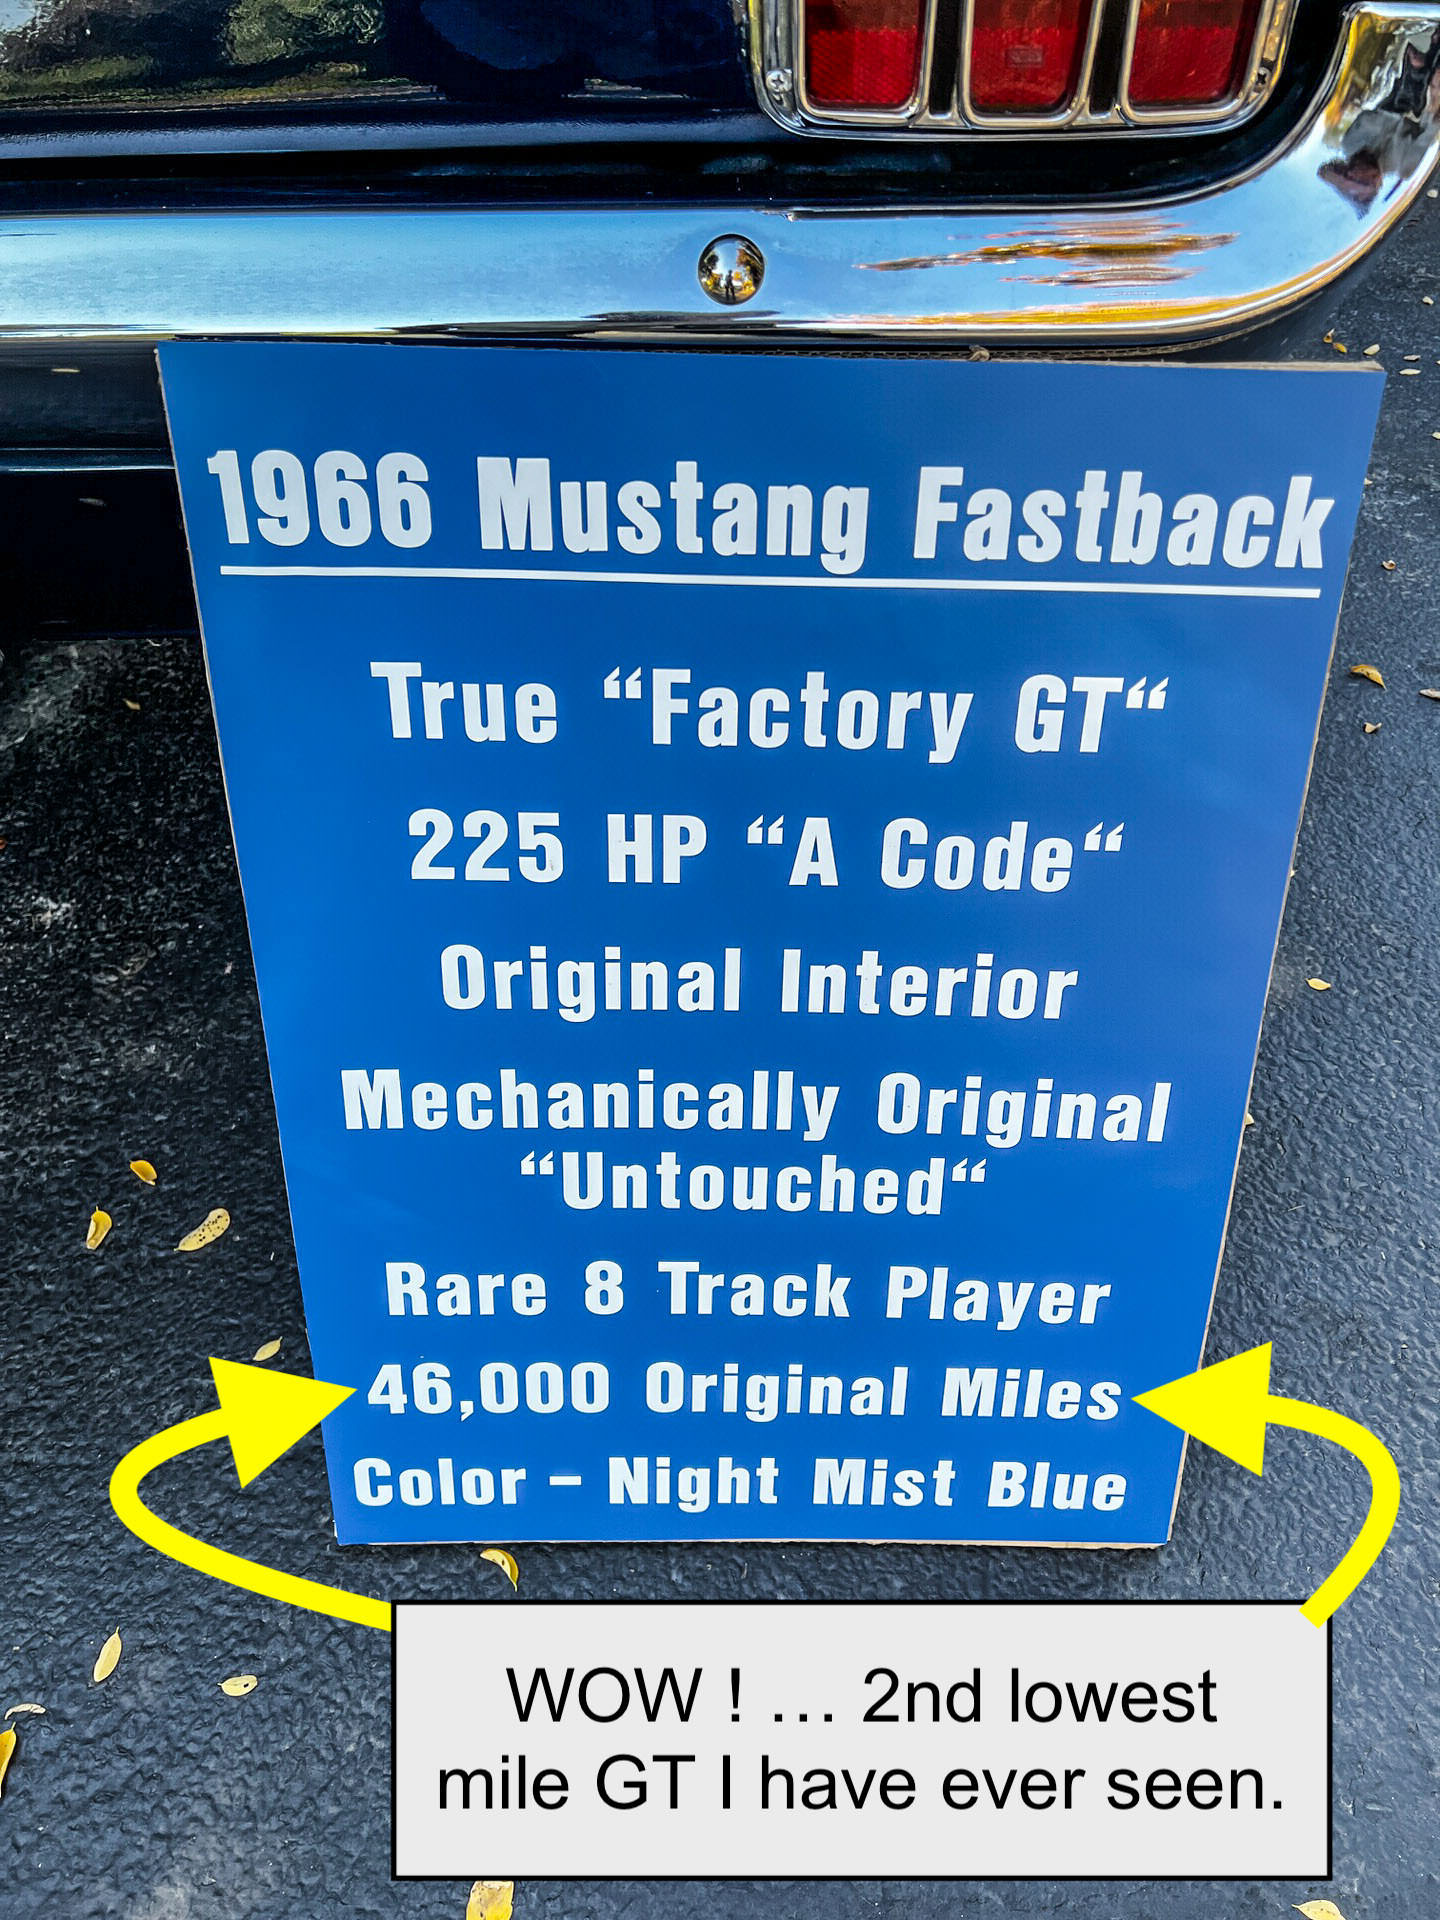 1966 Mustang Fastback
True “Factory GT“
225 HP “A Code“
Original Interior
Mechanically Original
“Untouched“
Rare 8 Track Player
46,000 Original Miles
Color – Night Mist Blue
WOW ! … 2nd lowest
mile GT I have ever seen.